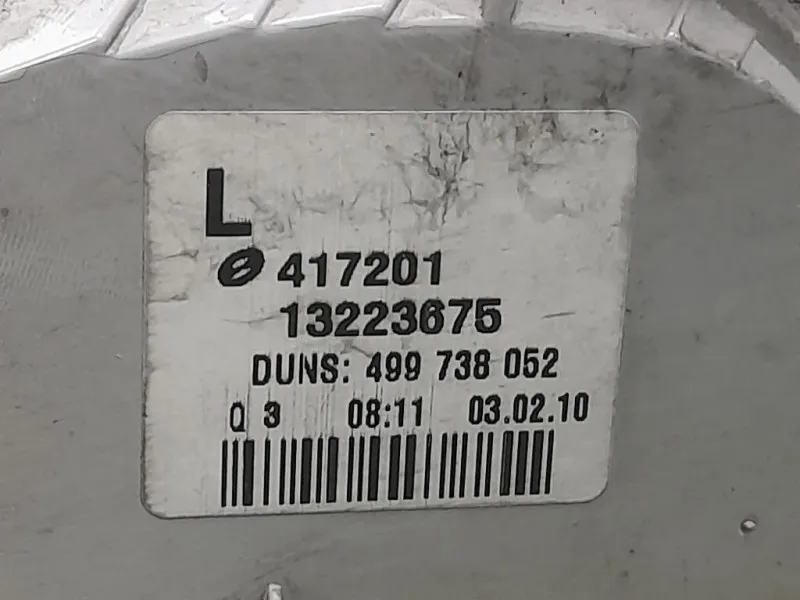 L
417201
13223675
DUNS: 499 738 052
Q 3 08:11 03.02.10